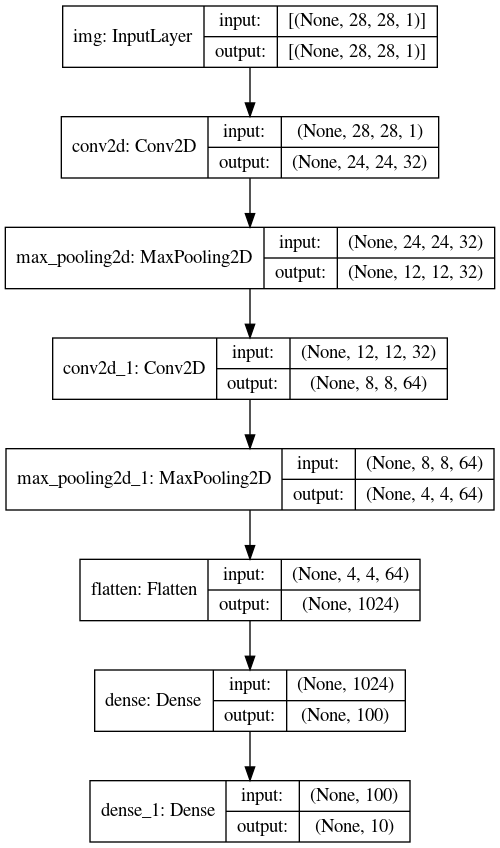 img: InputLayer
input:
[(None, 28, 28, 1)]
output:
[(None, 28, 28, 1)]
conv2d: Conv2D
input:
(None, 28, 28, 1)
output:
(None, 24, 24, 32)
max_pooling2d: MaxPooling2D
input:
(None, 24, 24, 32)
output:
(None, 12, 12, 32)
conv2d_1: Conv2D
input:
(None, 12, 12, 32)
output:
(None, 8, 8, 64)
max_pooling2d_1: MaxPooling2D
input:
(None, 8, 8, 64)
output:
(None, 4, 4, 64)
flatten: Flatten
input:
(None, 4, 4, 64)
output:
(None, 1024)
dense: Dense
input:
(None, 1024)
output:
(None, 100)
dense_1: Dense
input:
(None, 100)
output:
(None, 10)